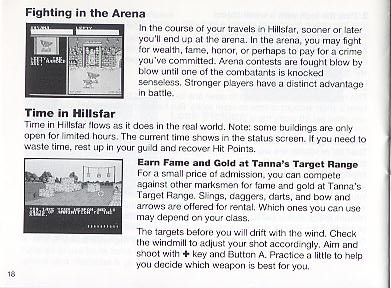 Fighting in the Arena
In the course of your travels in Hillsfar, sooner or later
you'll end up at the arena. In the arena, you may fight
for wealth, fame, honor, or perhaps to pay for a crime
you've committed. Arena contests are fought blow by
blow until one of the combatants is knocked
senseless. Stronger players have a distinct advantage
in battle.
Time in Hillsfar
Time in Hillsfar flows as it does in the real world. Note: some buildings are only
open for limited hours. The current time shows in the status screen. If you need to
waste time, rest up in your guild and recover Hit Points.
Earn Fame and Gold at Tanna's Target Range
For a small price of admission, you can compete
against other marksmen for fame and gold at Tanna's
Target Range. Slings, daggers, darts, and bow and
arrows are offered for rental. Which ones you can use
may depend on your class.
The targets before you will drift with the wind. Check
the windmill to adjust your shot accordingly. Aim and
shoot with ✚ key and Button A. Practice a little to help
you decide which weapon is best for you.
18